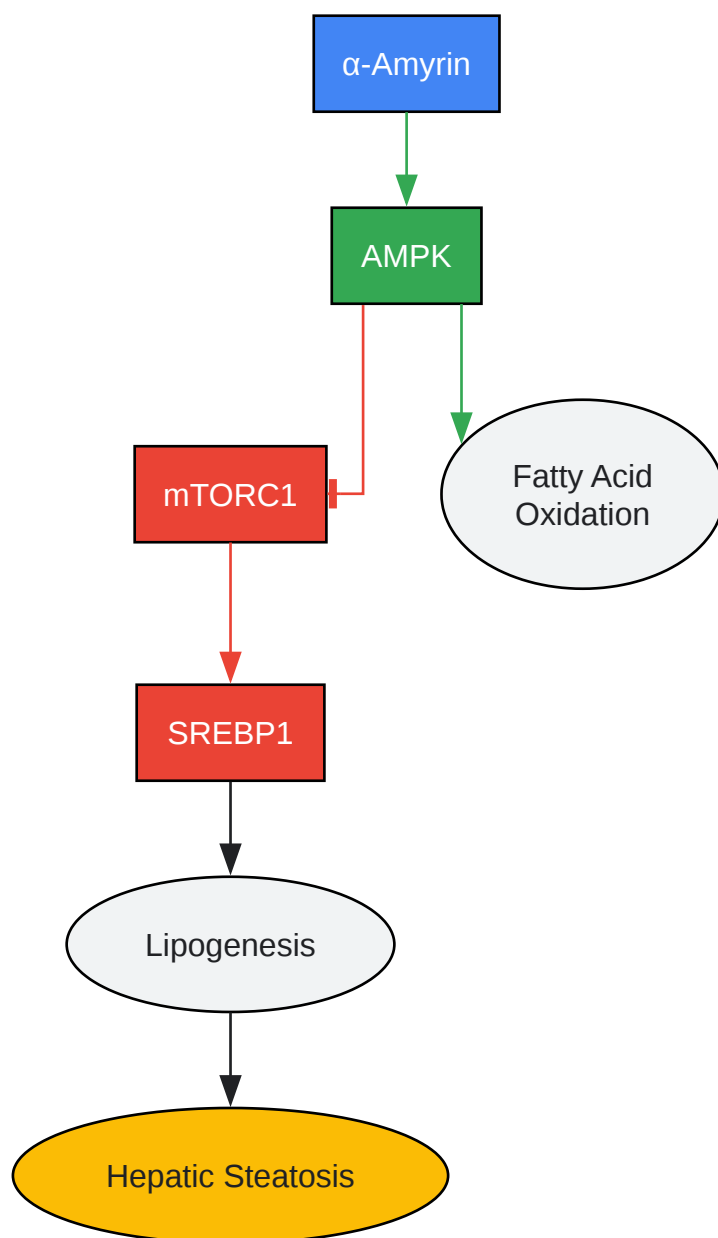 α-Amyrin
AMPK
mTORC1
Fatty Acid
Oxidation
SREBP1
Lipogenesis
Hepatic Steatosis